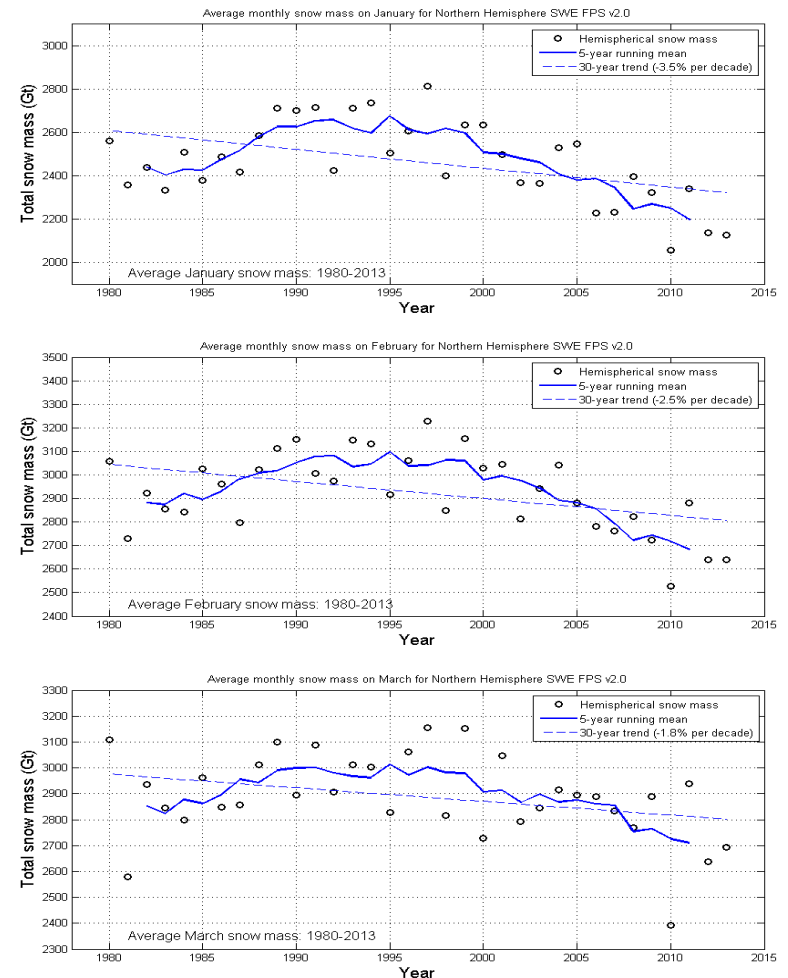 Average monthly snow mass on January for Northern Hemisphere SWE FPS v2.0
Total snow mass (Gt)
3000
2800
2600
2400
2200
2000
Hemispherical snow mass
5-year running mean
30-year trend (-3.5% per decade)
Average January snow mass: 1980-2013
1980 1985 1990 1995 2000 2005 2010 2015
Year
Average monthly snow mass on February for Northern Hemisphere SWE FPS v2.0
Total snow mass (Gt)
3500
3400
3300
3200
3100
3000
2900
2800
2700
2600
2500
2400
Hemispherical snow mass
5-year running mean
30-year trend (-2.5% per decade)
Average February snow mass: 1980-2013
1980 1985 1990 1995 2000 2005 2010 2015
Year
Average monthly snow mass on March for Northern Hemisphere SWE FPS v2.0
Total snow mass (Gt)
3300
3200
3100
3000
2900
2800
2700
2600
2500
2400
2300
Hemispherical snow mass
5-year running mean
30-year trend (-1.8% per decade)
Average March snow mass: 1980-2013
1980 1985 1990 1995 2000 2005 2010 2015
Year